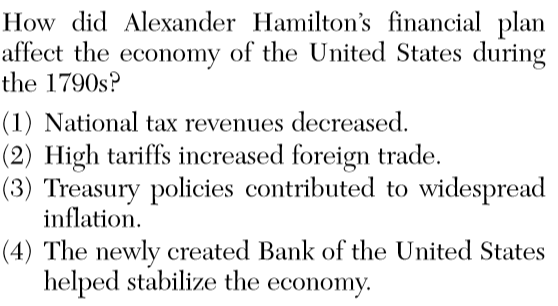 How did Alexander Hamilton's financial plan
affect the economy of the United States during
the 1790s?
(1) National tax revenues decreased.
(2) High tariffs increased foreign trade.
(3) Treasury policies contributed to widespread
inflation.
(4) The newly created Bank of the United States
helped stabilize the economy.